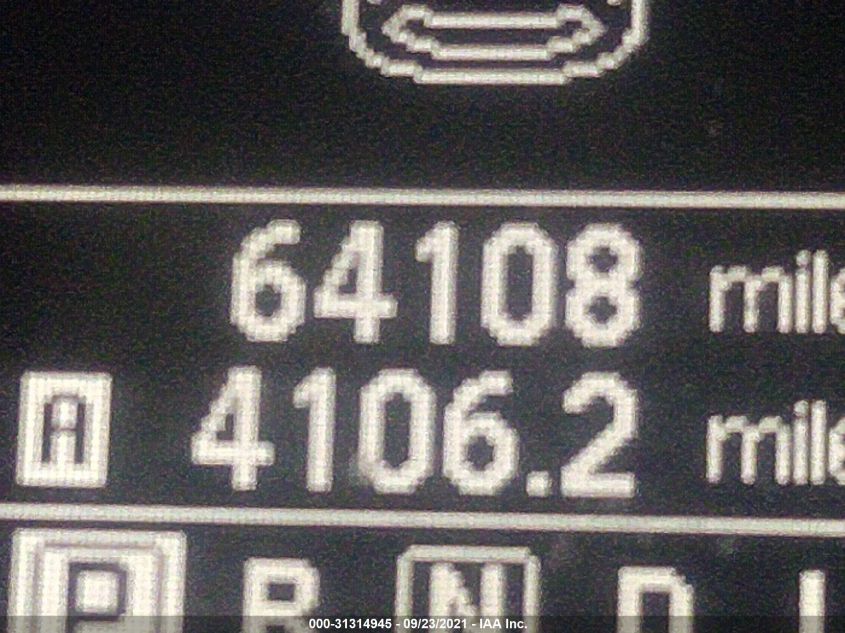 64108 mile
A 4106.2 mile
P R N D L
000-31314945 - 09/23/2021 - IAA Inc.